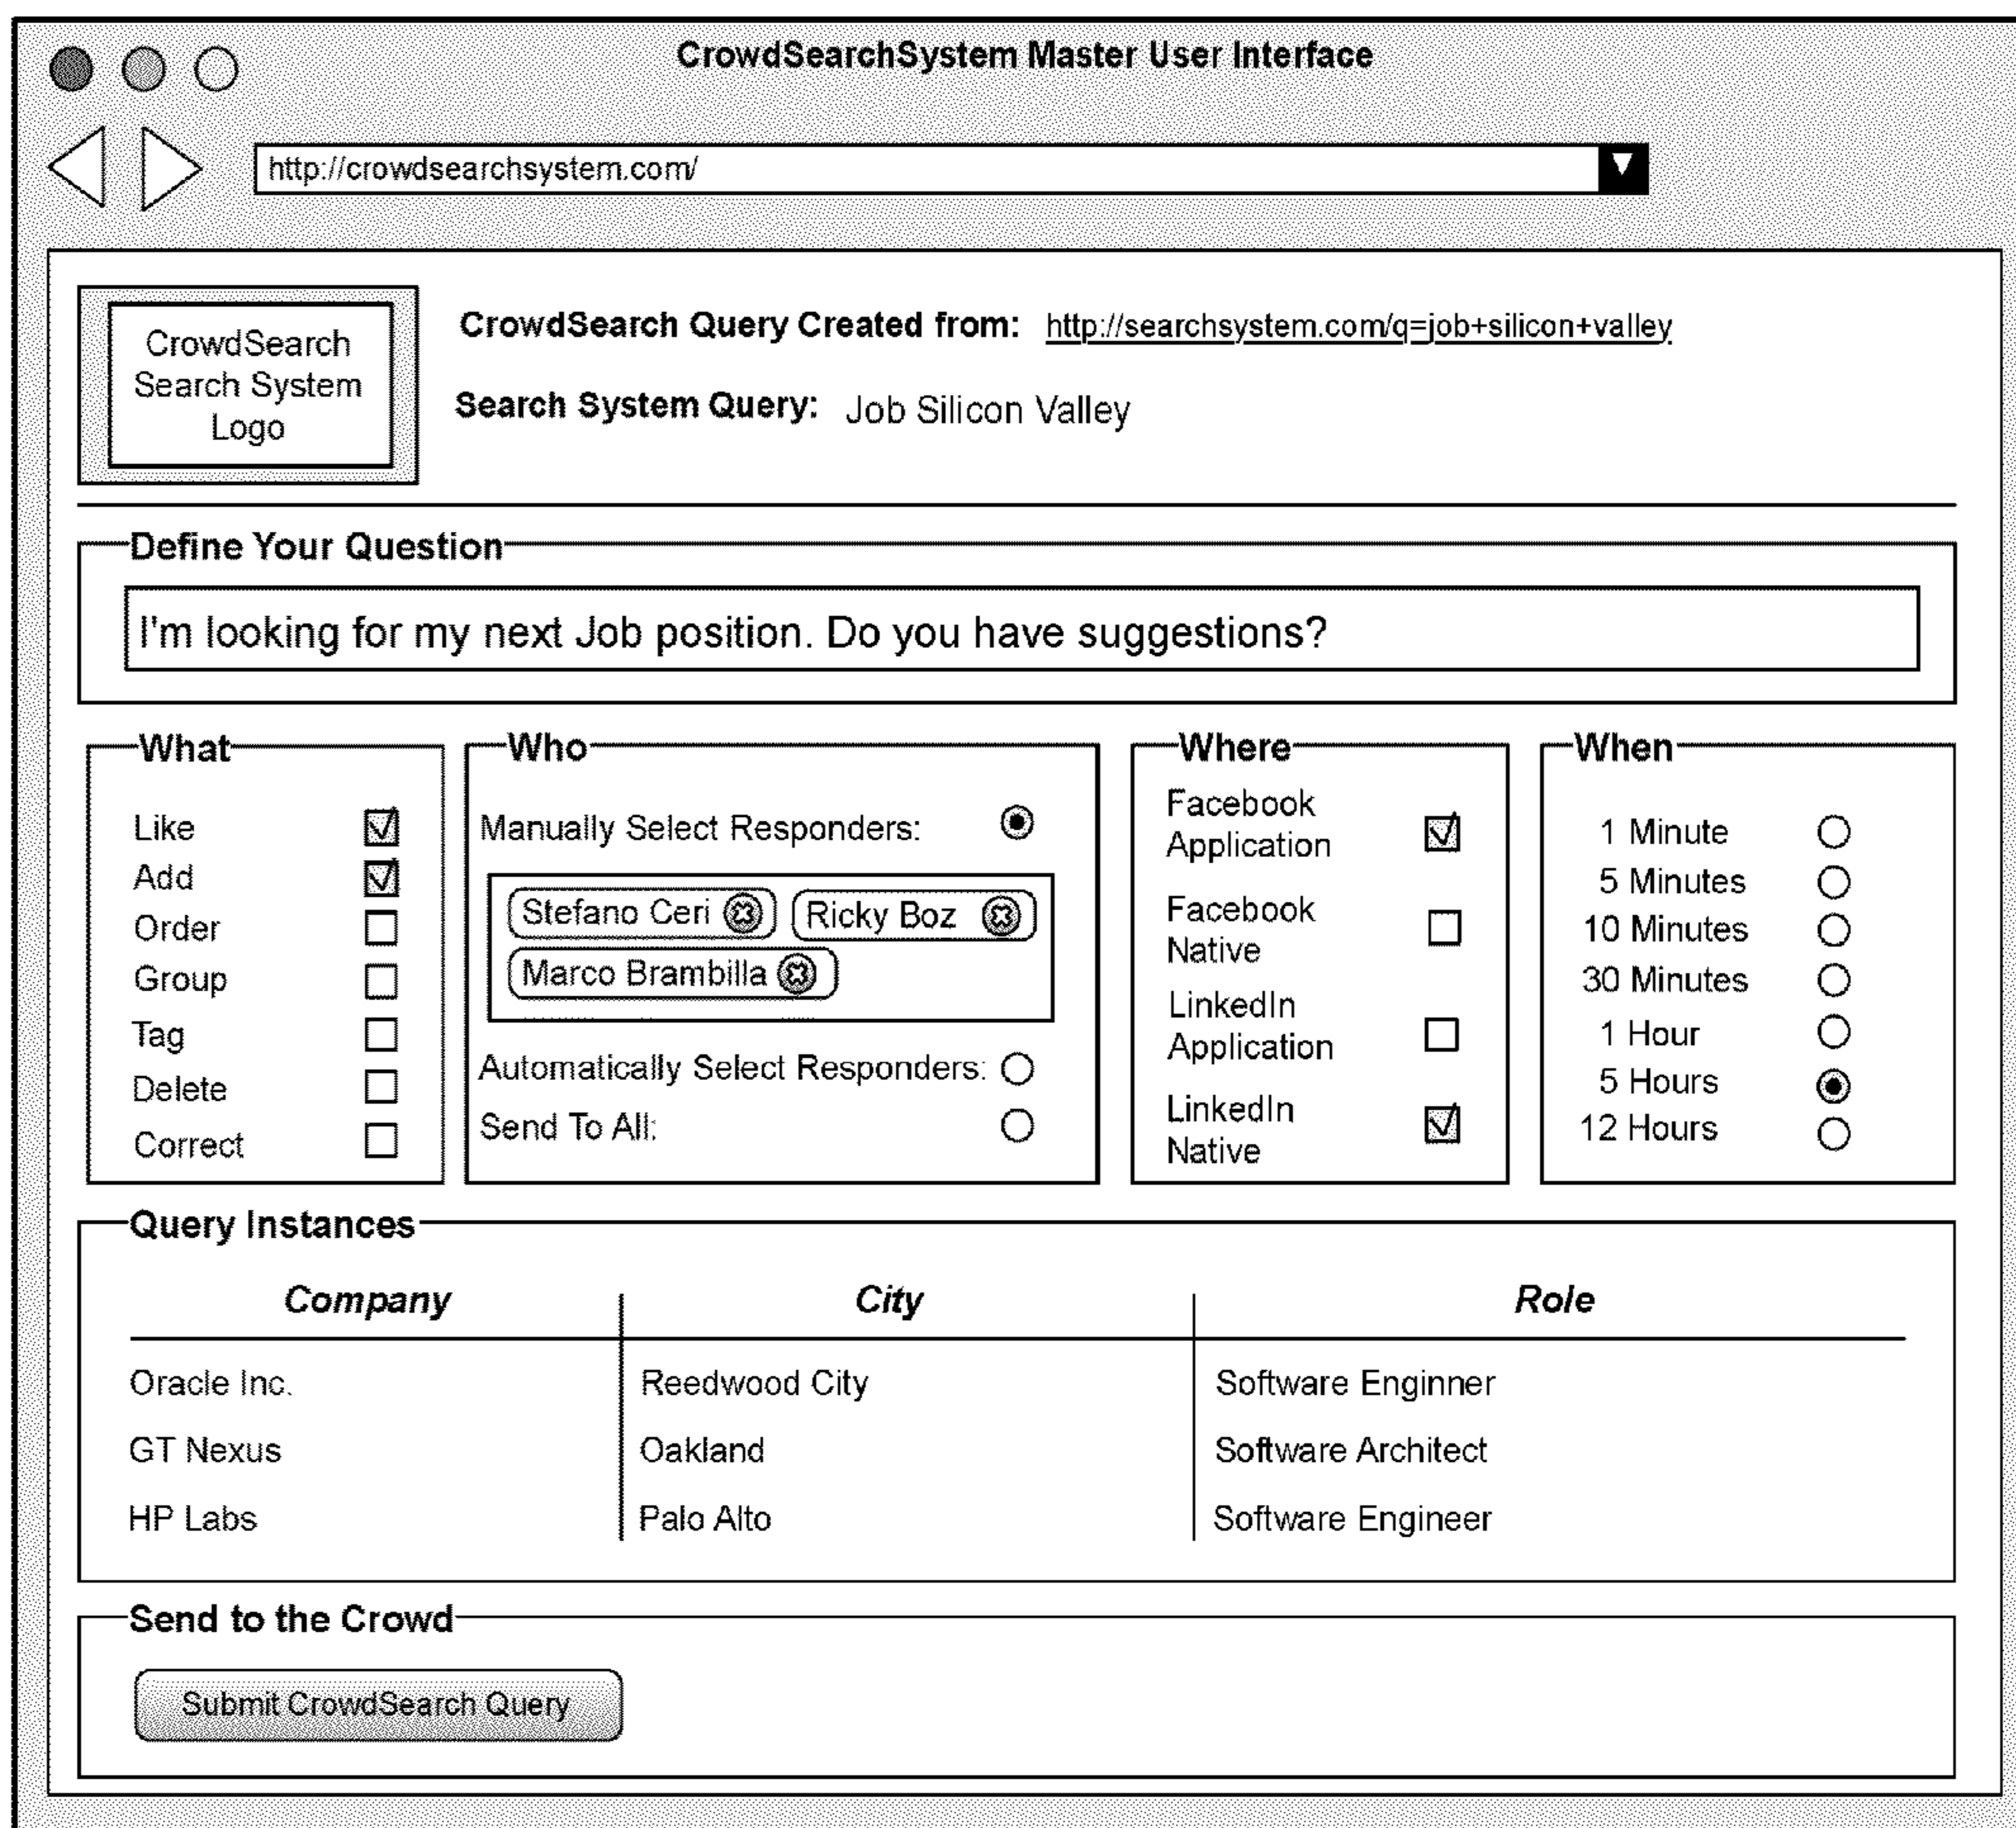 CrowdSearchSystem Master User Interface
http://crowdsearchsystem.com/
CrowdSearch
Search System
Logo
CrowdSearch Query Created from: http://searchsystem.com/q=job+silicon+valley
Search System Query: Job Silicon Valley
Define Your Question
I'm looking for my next Job position. Do you have suggestions?
What
Like
Add
Order
Group
Tag
Delete
Correct
Who
Manually Select Responders:
Stefano Ceri Ricky Boz
Marco Brambilla
Automatically Select Responders:
Send To All:
Where
Facebook
Application
Facebook
Native
LinkedIn
Application
LinkedIn
Native
When
1 Minute
5 Minutes
10 Minutes
30 Minutes
1 Hour
5 Hours
12 Hours
Query Instances
Company City Role
Oracle Inc. Reedwood City Software Enginner
GT Nexus Oakland Software Architect
HP Labs Palo Alto Software Engineer
Send to the Crowd
Submit CrowdSearch Query